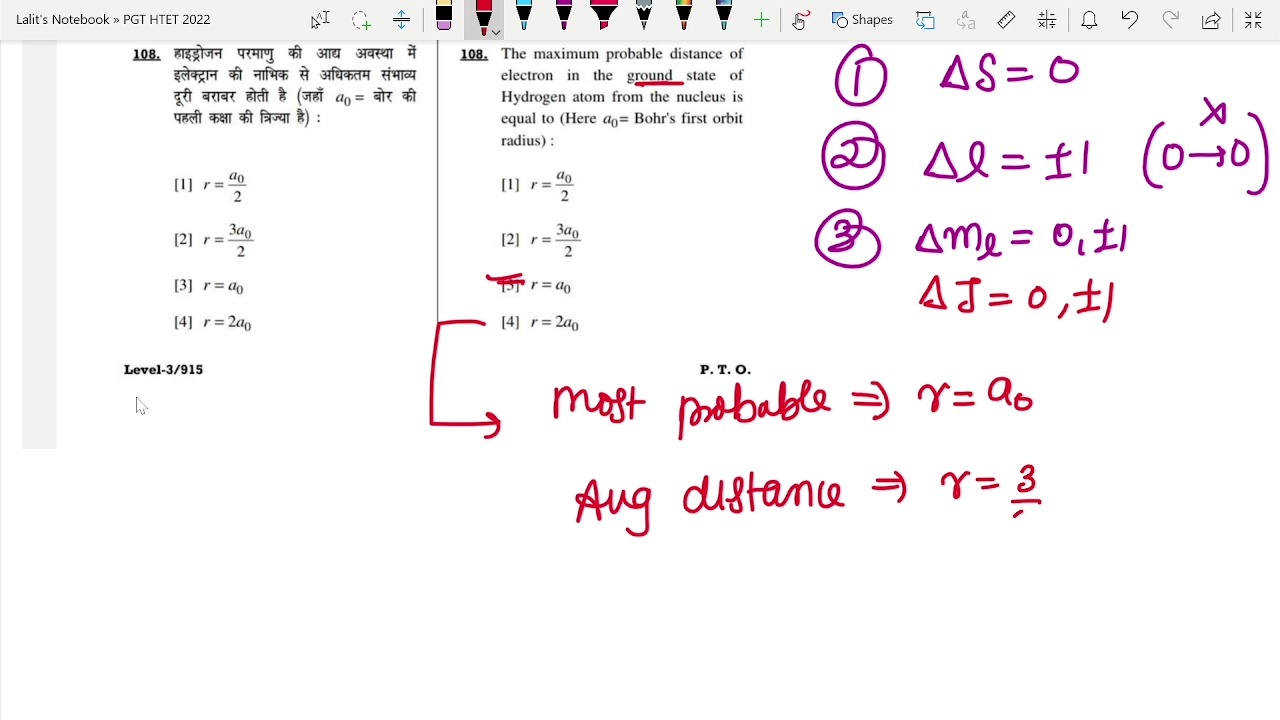 Lalit's Notebook » PGT HTET 2022
Shapes
108. हाइड्रोजन परमाणु की आद्य अवस्था में
इलेक्ट्रान की नाभिक से अधिकतम संभाव्य
दूरी बराबर होती है (जहाँ a₀ = बोर की
पहली कक्षा की त्रिज्या है) :
[1] r = a₀/2
[2] r = 3a₀/2
[3] r = a₀
[4] r = 2a₀
Level-3/915
108. The maximum probable distance of
electron in the ground state of
Hydrogen atom from the nucleus is
equal to (Here a₀= Bohr's first orbit
radius) :
[1] r = a₀/2
[2] r = 3a₀/2
[3] r = a₀
[4] r = 2a₀
P. T. O.
① ΔS = 0
② Δl = ±1 (0→0)
③ Δmₗ = 0, ±1
ΔJ = 0, ±1
most probable ⇒ r = a₀
Avg distance ⇒ r = 3